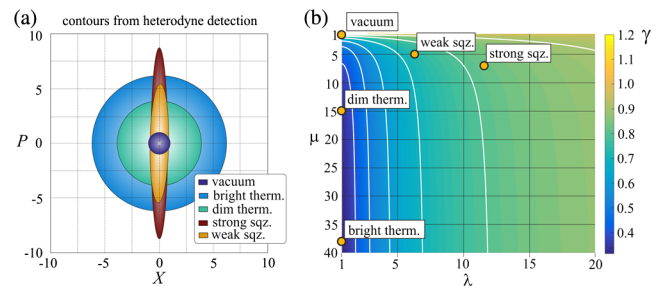 (a)
contours from heterodyne detection
10
5
P 0
-5
-10
-10 -5 0 5 10
X
vacuum
bright therm.
dim therm.
strong sqz.
weak sqz.
(b)
vacuum
weak sqz.
strong sqz.
dim therm.
bright therm.
1
5
10
15
μ
20
25
30
35
40
1 5 10 15 20
λ
1.2 γ
1.1
1.0
0.9
0.8
0.7
0.6
0.5
0.4